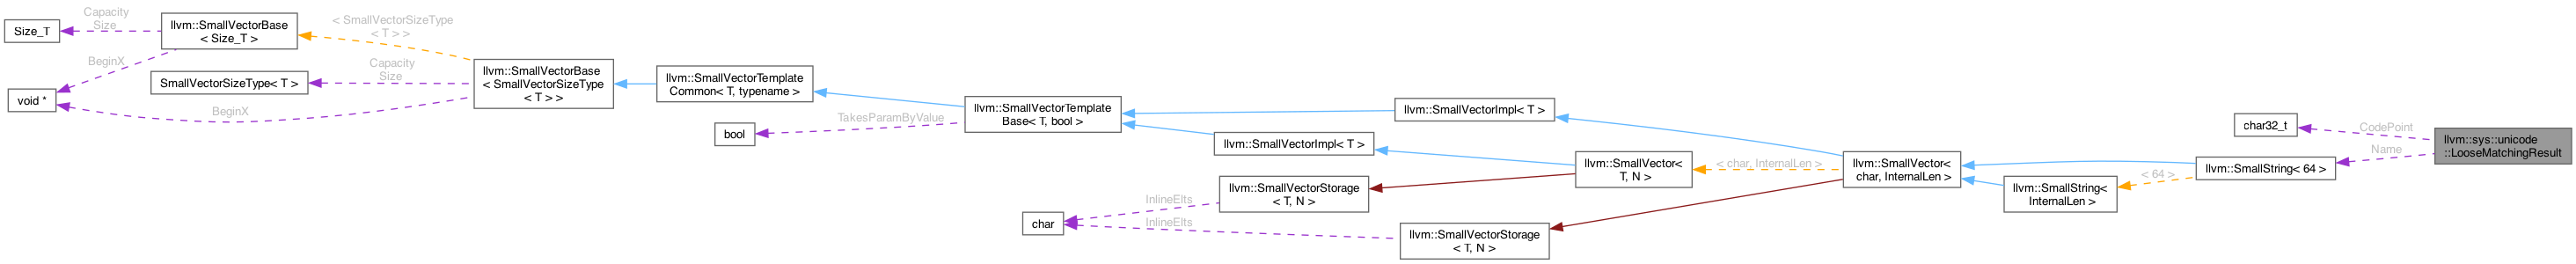 Size_T
Capacity
Size
llvm::SmallVectorBase
< Size_T >
< SmallVectorSizeType
< T > >
BeginX
void *
SmallVectorSizeType< T >
Capacity
Size
BeginX
llvm::SmallVectorBase
< SmallVectorSizeType
< T > >
llvm::SmallVectorTemplate
Common< T, typename >
bool
TakesParamByValue
llvm::SmallVectorTemplate
Base< T, bool >
llvm::SmallVectorImpl< T >
llvm::SmallVectorImpl< T >
char
InlineElts
InlineElts
llvm::SmallVectorStorage
< T, N >
llvm::SmallVectorStorage
< T, N >
llvm::SmallVector<
T, N >
< char, InternalLen >
llvm::SmallVector<
char, InternalLen >
llvm::SmallString<
InternalLen >
< 64 >
llvm::SmallString< 64 >
char32_t
CodePoint
Name
llvm::sys::unicode
::LooseMatchingResult